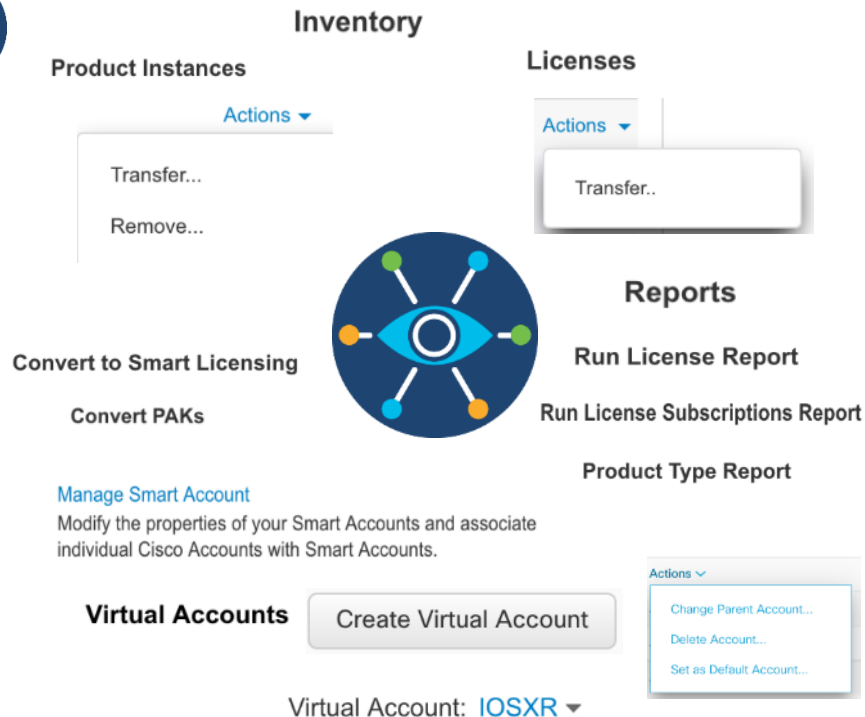 Inventory
Product Instances
Licenses
Actions
Transfer...
Remove...
Actions
Transfer..
Reports
Convert to Smart Licensing
Convert PAKs
Run License Report
Run License Subscriptions Report
Product Type Report
Manage Smart Account
Modify the properties of your Smart Accounts and associate
individual Cisco Accounts with Smart Accounts.
Virtual Accounts
Create Virtual Account
Actions
Change Parent Account...
Delete Account...
Set as Default Account...
Virtual Account: IOSXR